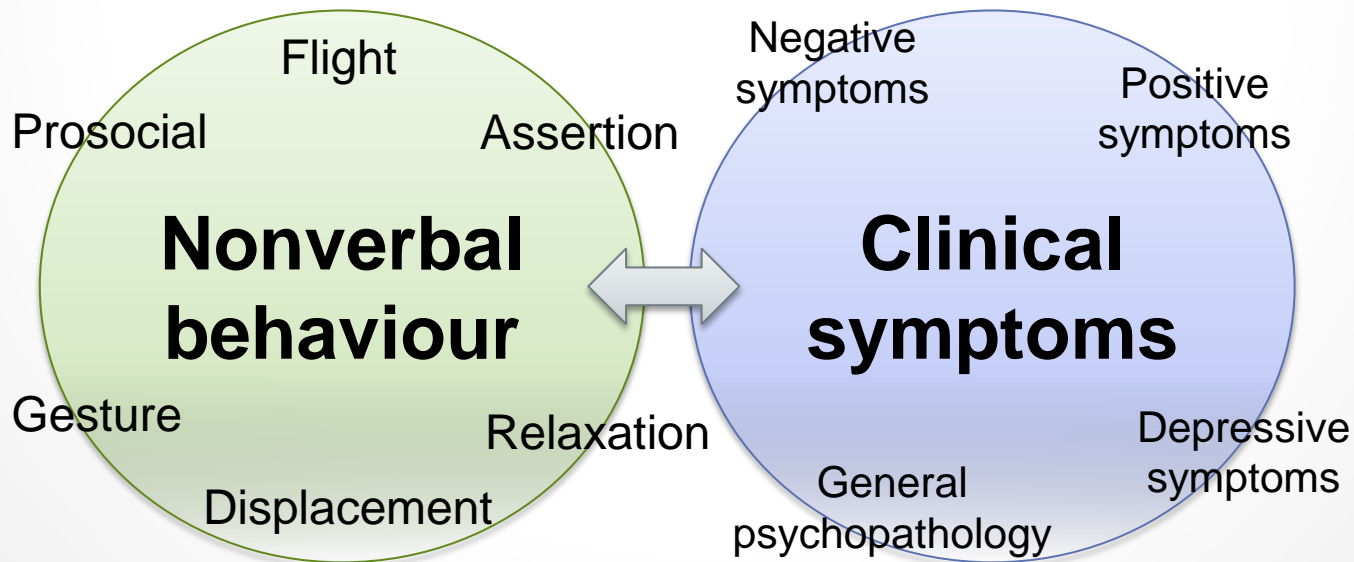 Flight
Prosocial
Assertion
Nonverbal
behaviour
Gesture
Relaxation
Displacement
Negative
symptoms
Positive
symptoms
Clinical
symptoms
Depressive
symptoms
General
psychopathology